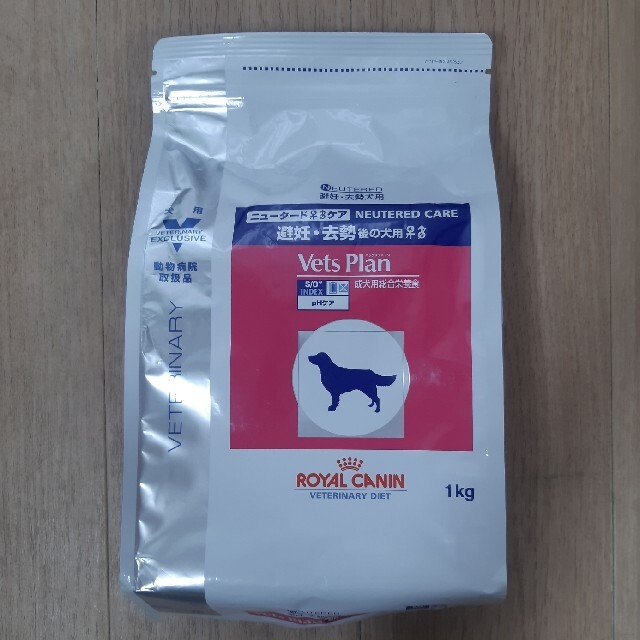 NEUTERED
避妊・去勢犬用
ニュータードケア NEUTERED CARE
避妊・去勢 後の犬用
Vets Plan
S/O
INDEX
pHケア
成犬用総合栄養食
犬用
VETERINARY
EXCLUSIVE
動物病院
取扱品
VETERINARY
ROYAL CANIN
VETERINARY DIET
1kg